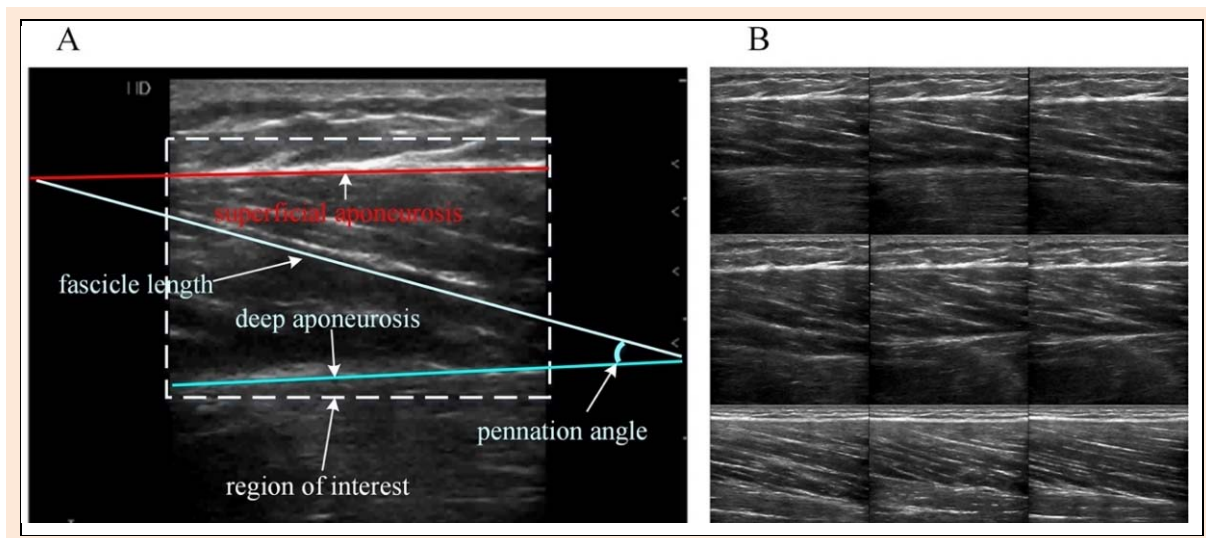 A
B
superficial aponeurosis
fascicle length
deep aponeurosis
pennation angle
region of interest